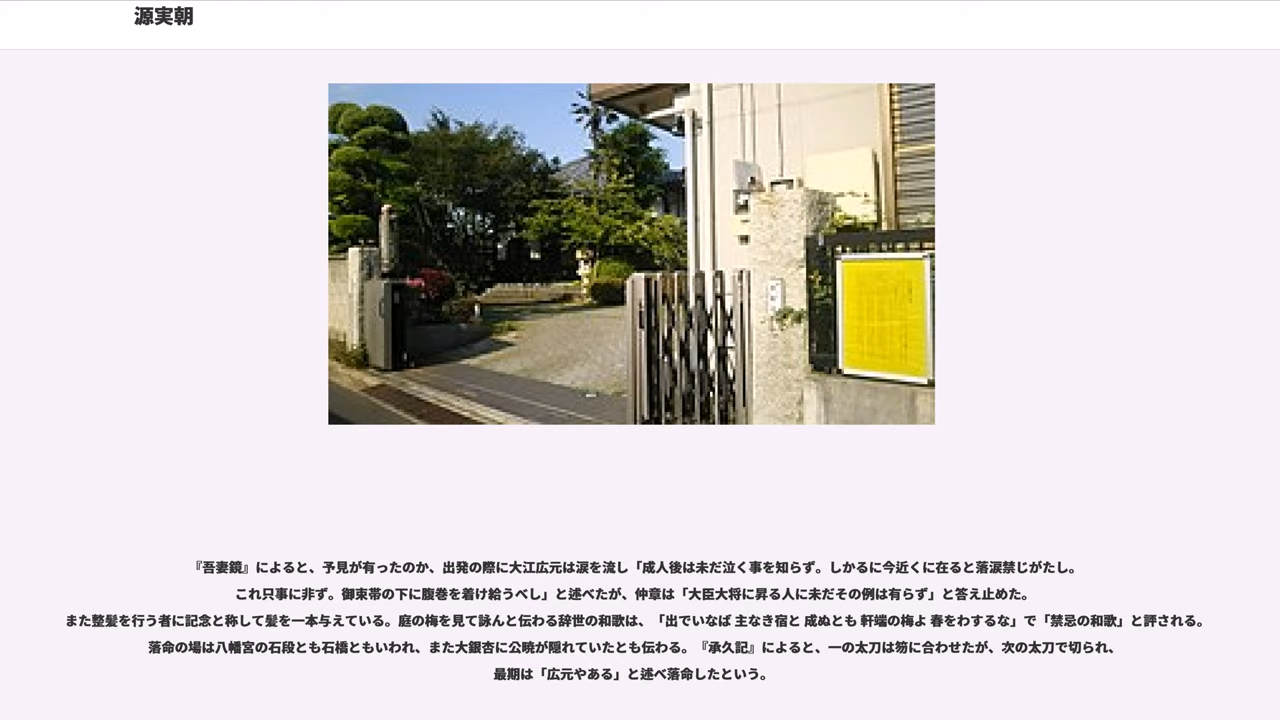 源実朝
『吾妻鏡』によると、予見が有ったのか、出発の際に大江広元は涙を流し「成人後は未だ泣く事を知らず。しかるに今近くに在ると落涙禁じがたし。
これ只事に非ず。御束帯の下に腹巻を着け給うべし」と述べたが、仲章は「大臣大将に昇る人に未だその例は有らず」と答え止めた。
また整髪を行う者に記念と称して髪を一本与えている。庭の梅を見て詠んと伝わる辞世の和歌は、「出でいなば 主なき宿と 成ぬとも 軒端の梅よ 春をわするな」で「禁忌の和歌」と評される。
落命の場は八幡宮の石段とも石橋ともいわれ、また大銀杏に公暁が隠れていたとも伝わる。『承久記』によると、一の太刀は笏に合わせたが、次の太刀で切られ、
最期は「広元やある」と述べ落命したという。